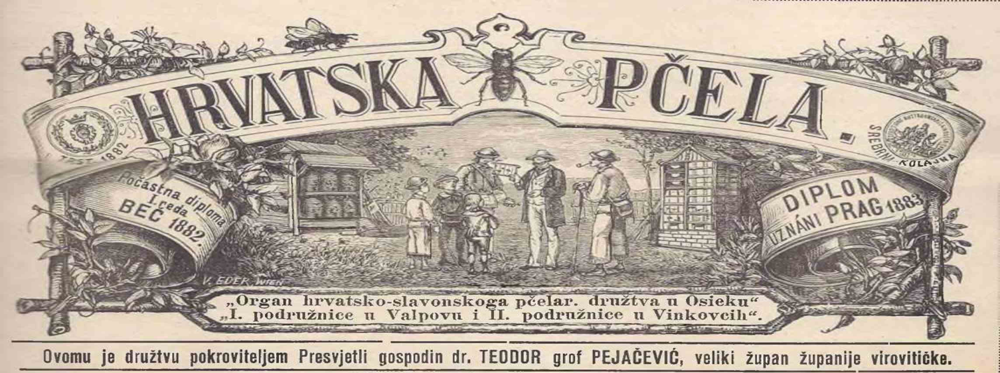 HRVATSKA PČELA.
1882
SREBRNA KOLAJNA
Počastna diploma
I. reda
BEČ 1882.
DIPLOM
UZNÁNI PRAG 1883
V. EDER WIEN
„Organ hrvatsko-slavonskoga pčelar. družtva u Osieku“
„I. podružnice u Valpovu i II. podružnice u Vinkovcih“.
Ovomu je družtvu pokroviteljem Presvjetli gospodin dr. TEODOR grof PEJAČEVIĆ, veliki župan županije virovitičke.